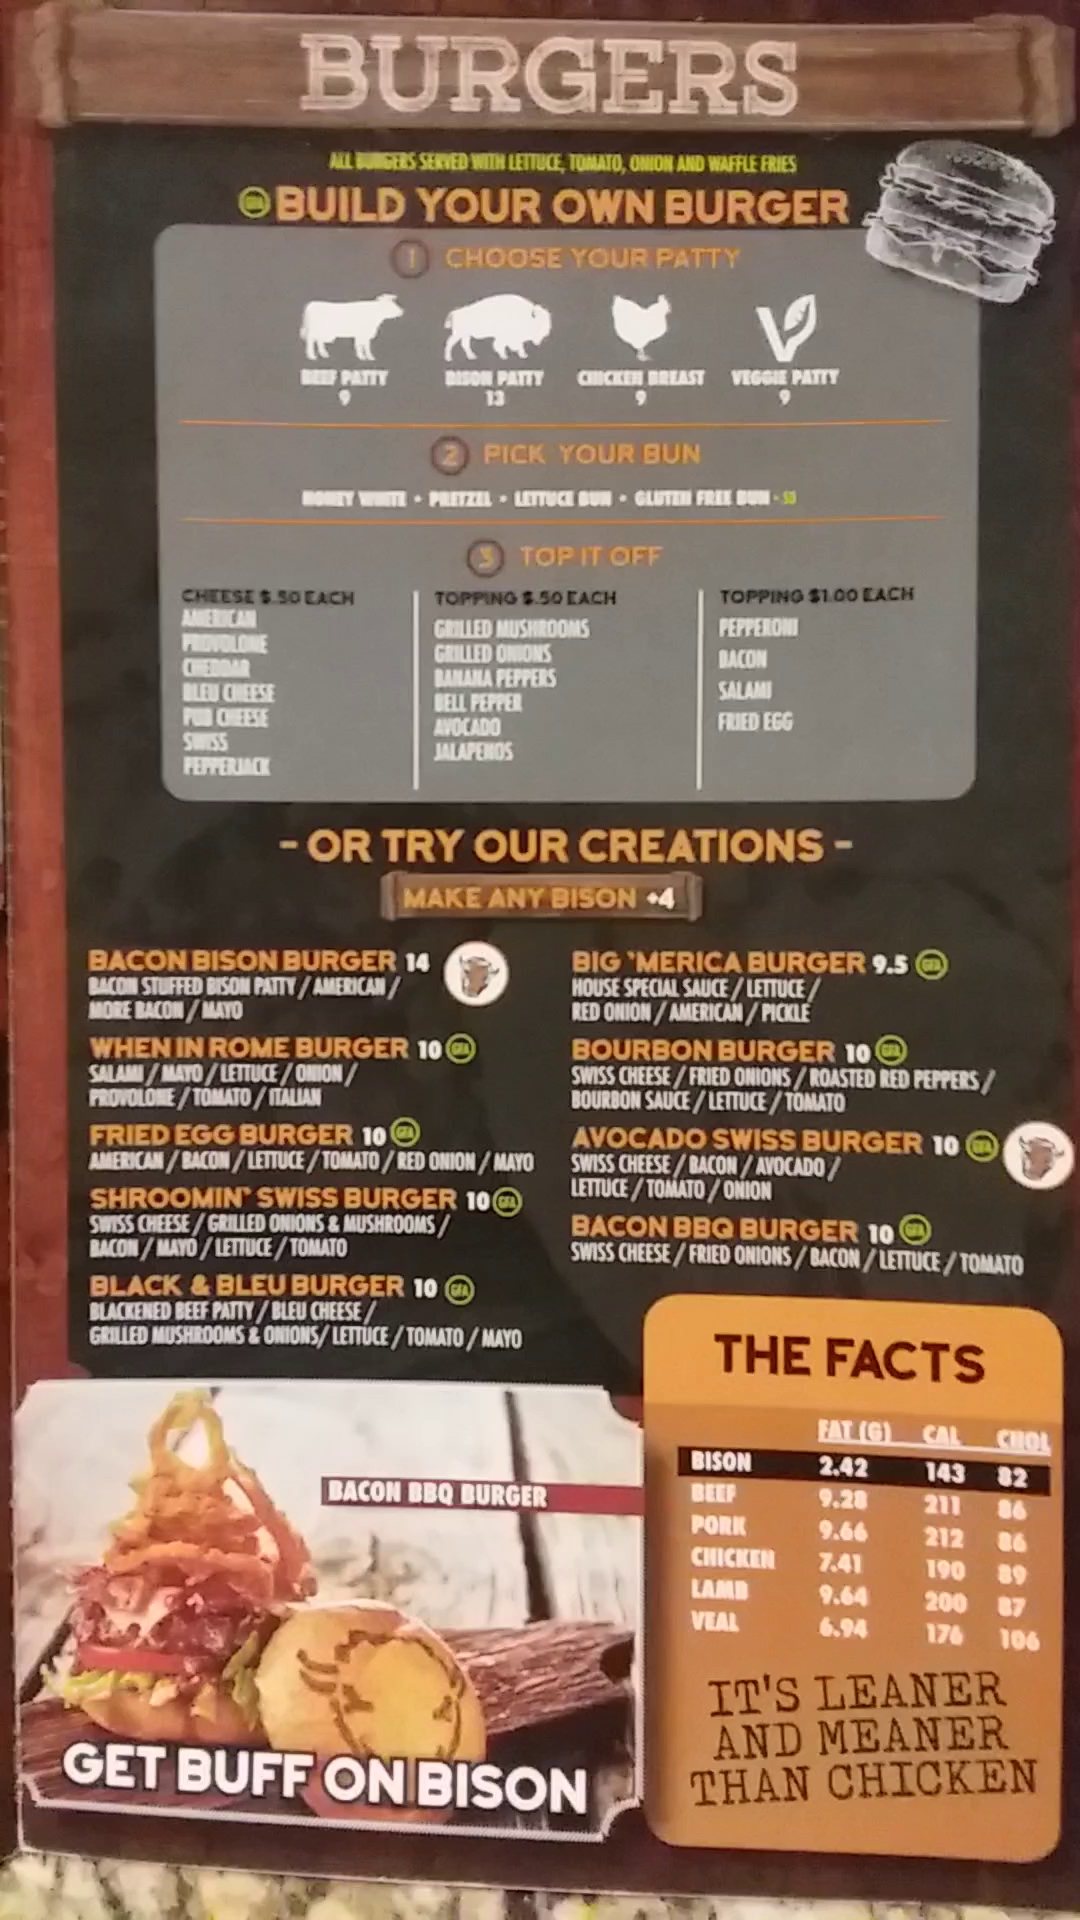 BURGERS
ALL BURGERS SERVED WITH LETTUCE, TOMATO, ONION AND WAFFLE FRIES
GFA BUILD YOUR OWN BURGER
1 CHOOSE YOUR PATTY
BEEF PATTY BISON PATTY CHICKEN BREAST VEGGIE PATTY
9 13 9 9
2 PICK YOUR BUN
HONEY WHITE • PRETZEL • LETTUCE BUN • GLUTEN FREE BUN -
3 TOP IT OFF
CHEESE $.50 EACH
AMERICAN
PROVOLONE
CHEDDAR
BLEU CHEESE
PUB CHEESE
SWISS
PEPPERJACK
TOPPING $.50 EACH
GRILLED MUSHROOMS
GRILLED ONIONS
BANANA PEPPERS
BELL PEPPER
AVOCADO
JALAPENOS
TOPPING $1.00 EACH
PEPPERONI
BACON
SALAMI
FRIED EGG
- OR TRY OUR CREATIONS -
MAKE ANY BISON +4
BACON BISON BURGER 14
BACON STUFFED BISON PATTY / AMERICAN /
MORE BACON / MAYO
WHEN IN ROME BURGER 10 GFA
SALAMI / MAYO / LETTUCE / ONION /
PROVOLONE / TOMATO / ITALIAN
FRIED EGG BURGER 10 GFA
AMERICAN / BACON / LETTUCE / TOMATO / RED ONION / MAYO
SHROOMIN' SWISS BURGER 10 GFA
SWISS CHEESE / GRILLED ONIONS & MUSHROOMS /
BACON / MAYO / LETTUCE / TOMATO
BLACK & BLEU BURGER 10 GFA
BLACKENED BEEF PATTY / BLEU CHEESE /
GRILLED MUSHROOMS & ONIONS/ LETTUCE / TOMATO / MAYO
BIG 'MERICA BURGER 9.5 GFA
HOUSE SPECIAL SAUCE / LETTUCE /
RED ONION / AMERICAN / PICKLE
BOURBON BURGER 10 GFA
SWISS CHEESE / FRIED ONIONS / ROASTED RED PEPPERS /
BOURBON SAUCE / LETTUCE / TOMATO
AVOCADO SWISS BURGER 10 GFA
SWISS CHEESE / BACON / AVOCADO /
LETTUCE / TOMATO / ONION
BACON BBQ BURGER 10 GFA
SWISS CHEESE / FRIED ONIONS / BACON / LETTUCE / TOMATO
BACON BBQ BURGER
GET BUFF ON BISON
THE FACTS
FAT (G) CAL CHOL
BISON 2.42 143 82
BEEF 9.28 211 86
PORK 9.66 212 86
CHICKEN 7.41 190 89
LAMB 9.64 200 87
VEAL 6.94 176 106
IT'S LEANER
AND MEANER
THAN CHICKEN